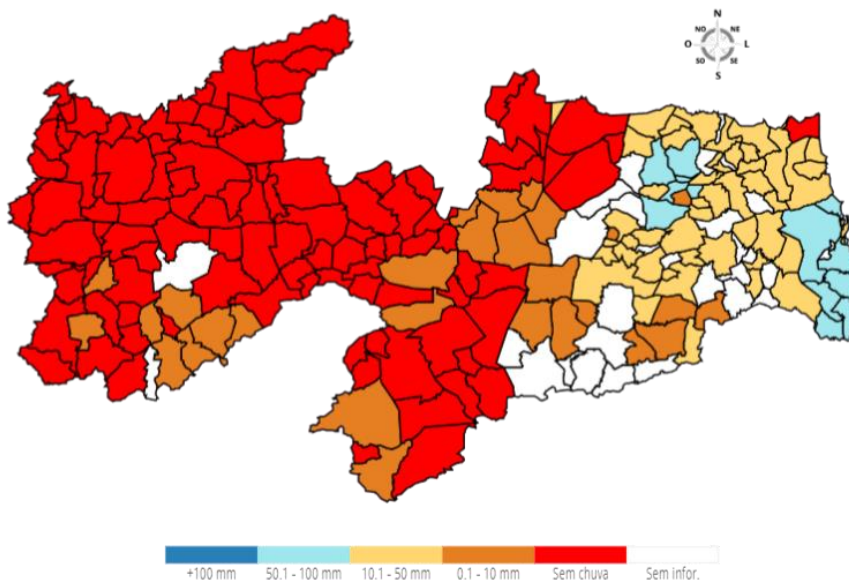 N
NO NE
O L
SO SE
S
+100 mm 50.1 - 100 mm 10.1 - 50 mm 0.1 - 10 mm Sem chuva Sem infor.